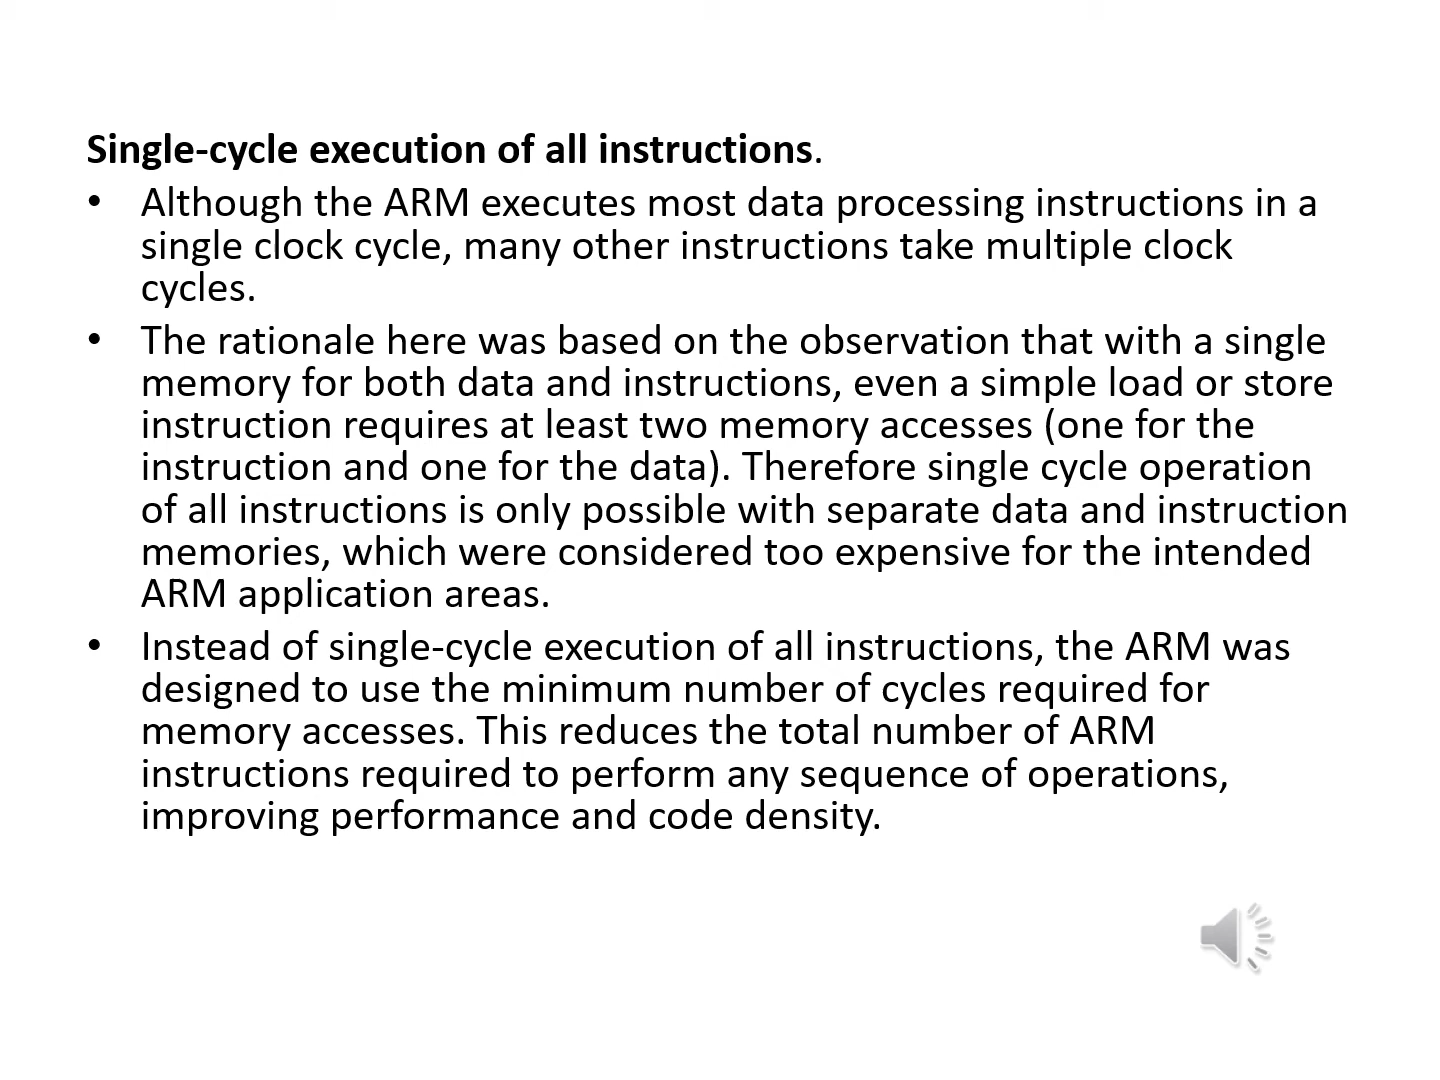 Single-cycle execution of all instructions.
• Although the ARM executes most data processing instructions in a
single clock cycle, many other instructions take multiple clock
cycles.
• The rationale here was based on the observation that with a single
memory for both data and instructions, even a simple load or store
instruction requires at least two memory accesses (one for the
instruction and one for the data). Therefore single cycle operation
of all instructions is only possible with separate data and instruction
memories, which were considered too expensive for the intended
ARM application areas.
• Instead of single-cycle execution of all instructions, the ARM was
designed to use the minimum number of cycles required for
memory accesses. This reduces the total number of ARM
instructions required to perform any sequence of operations,
improving performance and code density.